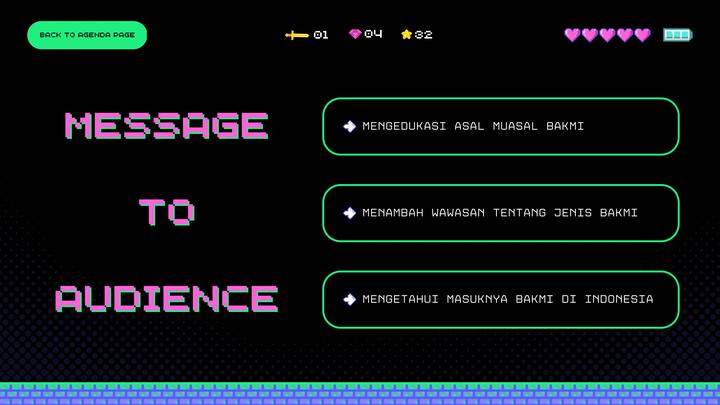 BACK TO AGENDA PAGE
01 04 32
MESSAGE
TO
AUDIENCE
MENGEDUKASI ASAL MUASAL BAKMI
MENAMBAH WAWASAN TENTANG JENIS BAKMI
MENGETAHUI MASUKNYA BAKMI DI INDONESIA